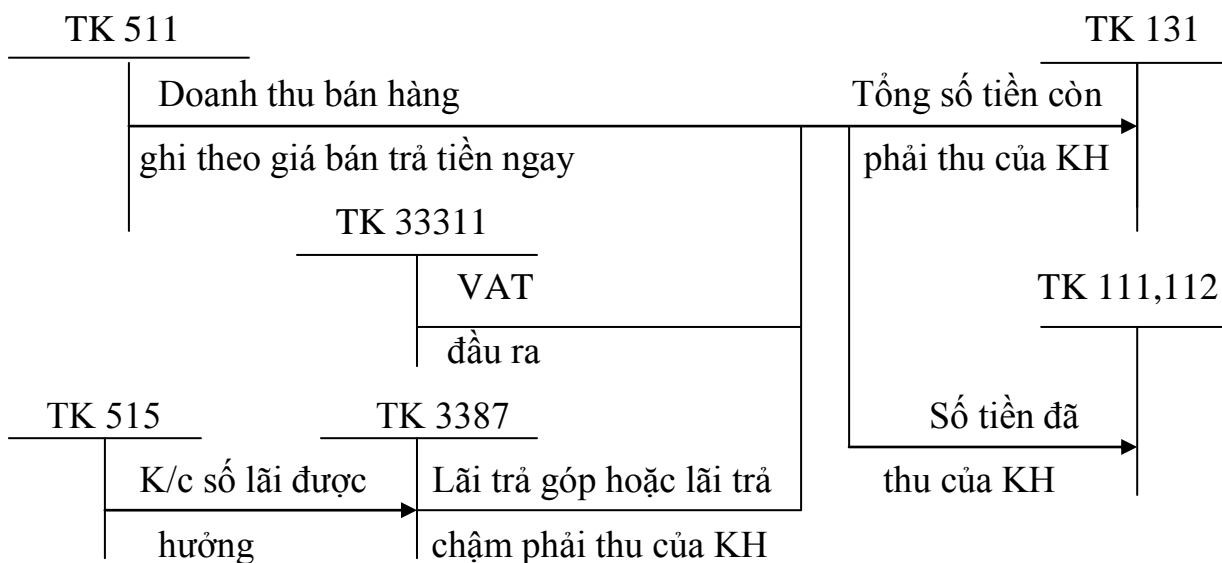 TK 511
TK 131
Doanh thu bán hàng
Tổng số tiền còn
ghi theo giá bán trả tiền ngay
phải thu của KH
TK 33311
VAT
TK 111,112
đầu ra
TK 515
TK 3387
Số tiền đã
K/c số lãi được
Lãi trả góp hoặc lãi trả
thu của KH
hưởng
chậm phải thu của KH